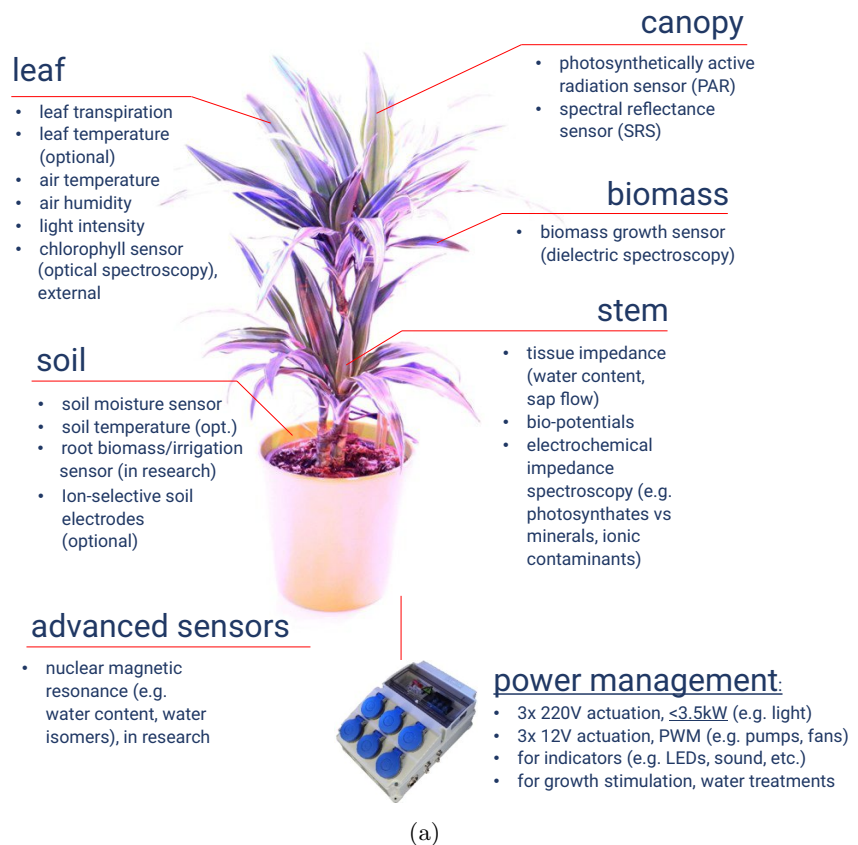 canopy
• photosynthetically active
radiation sensor (PAR)
• spectral reflectance
sensor (SRS)
leaf
• leaf transpiration
• leaf temperature
(optional)
• air temperature
• air humidity
• light intensity
• chlorophyll sensor
(optical spectroscopy),
external
biomass
• biomass growth sensor
(dielectric spectroscopy)
stem
• tissue impedance
(water content,
sap flow)
• bio-potentials
• electrochemical
impedance
spectroscopy (e.g.
photosynthates vs
minerals, ionic
contaminants)
soil
• soil moisture sensor
• soil temperature (opt.)
• root biomass/irrigation
sensor (in research)
• Ion-selective soil
electrodes
(optional)
advanced sensors
• nuclear magnetic
resonance (e.g.
water content, water
isomers), in research
power management:
• 3x 220V actuation, <3.5kW (e.g. light)
• 3x 12V actuation, PWM (e.g. pumps, fans)
• for indicators (e.g. LEDs, sound, etc.)
• for growth stimulation, water treatments
(a)